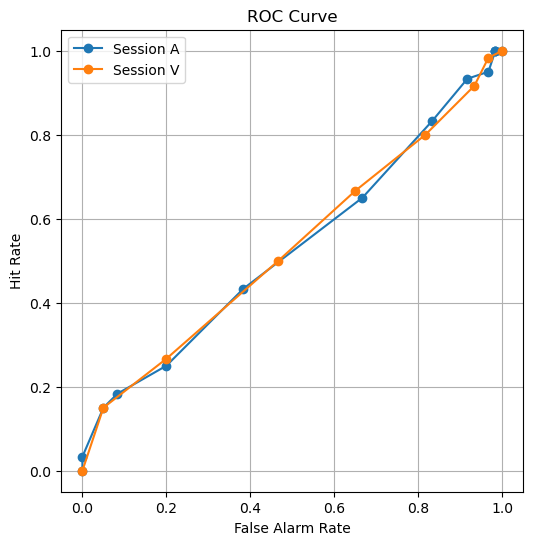 ROC Curve
Session A
Session V
Hit Rate
1.0
0.8
0.6
0.4
0.2
0.0
0.0 0.2 0.4 0.6 0.8 1.0
False Alarm Rate